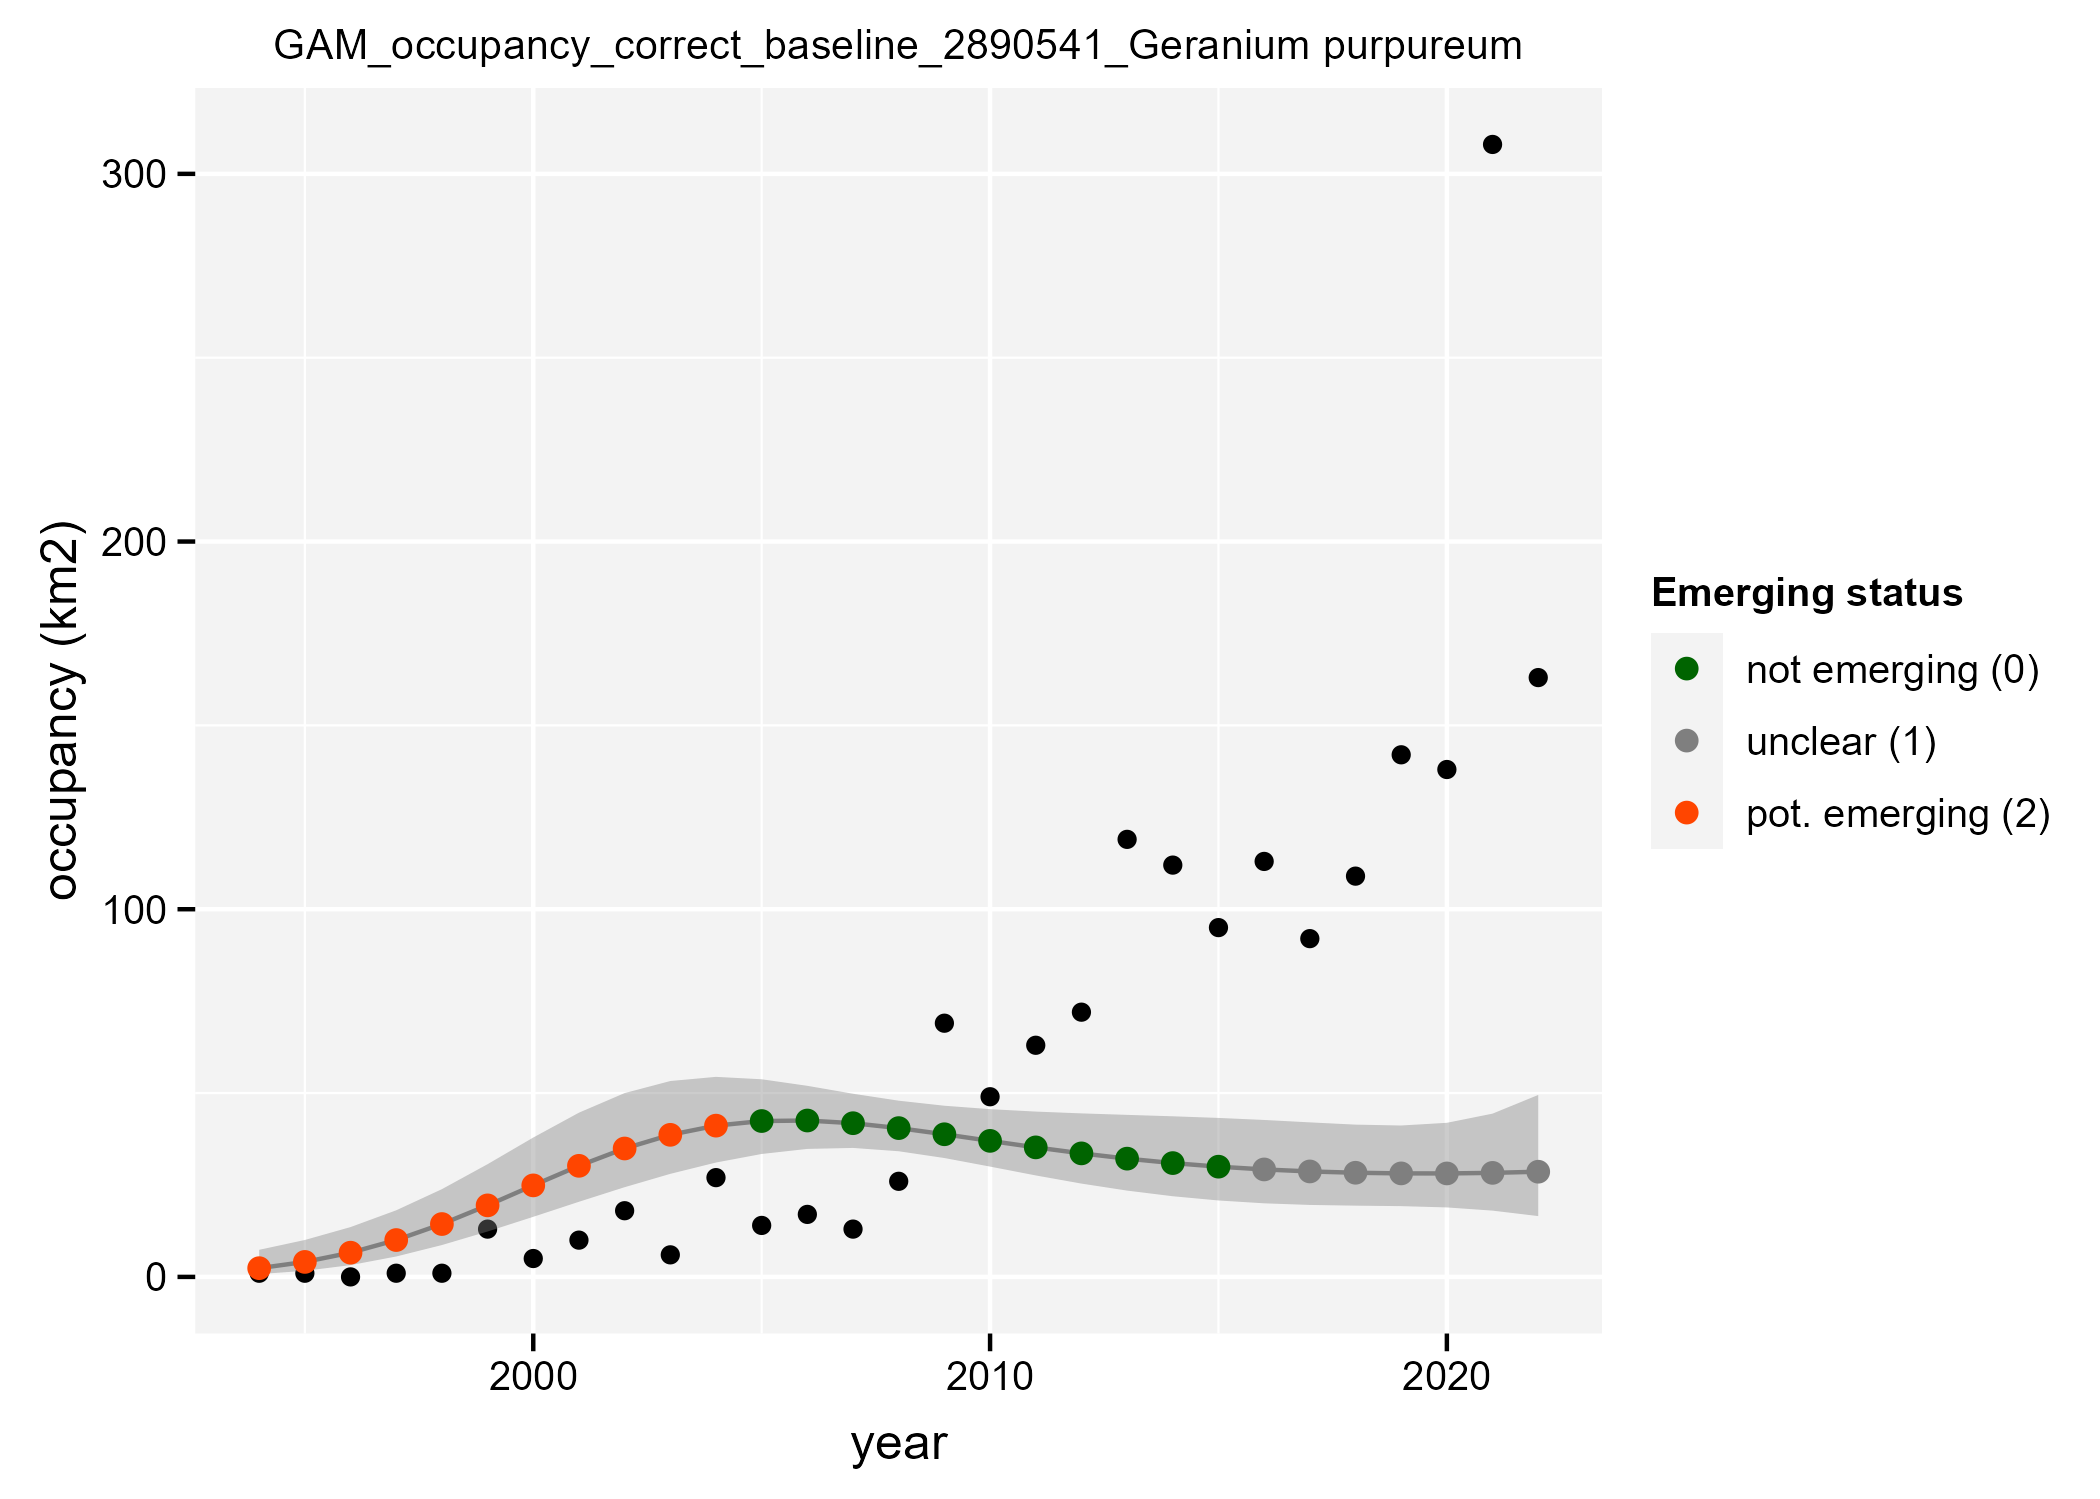 GAM_occupancy_correct_baseline_2890541_Geranium purpureum
300
200
100
0
occupancy (km2)
2000
2010
2020
year
Emerging status
not emerging (0)
unclear (1)
pot. emerging (2)